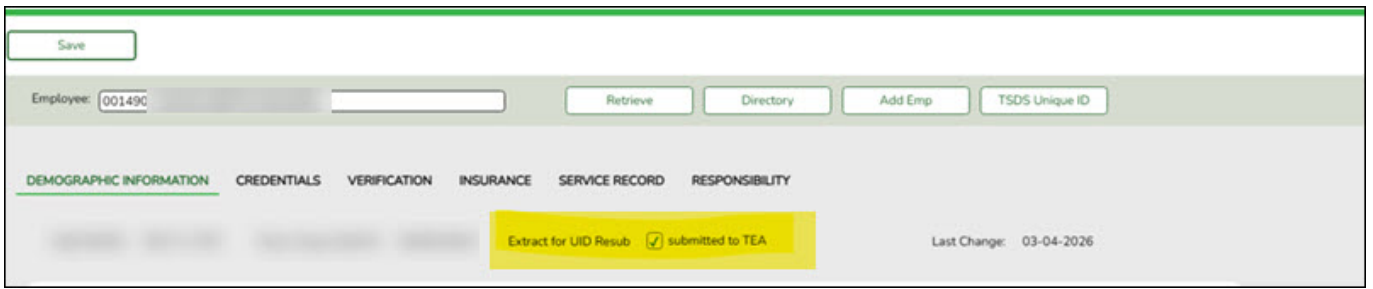 Save
Employee: 001490 Retrieve Directory Add Emp TSDS Unique ID
DEMOGRAPHIC INFORMATION CREDENTIALS VERIFICATION INSURANCE SERVICE RECORD RESPONSIBILITY
Extract for UID Resub submitted to TEA Last Change: 03-04-2026